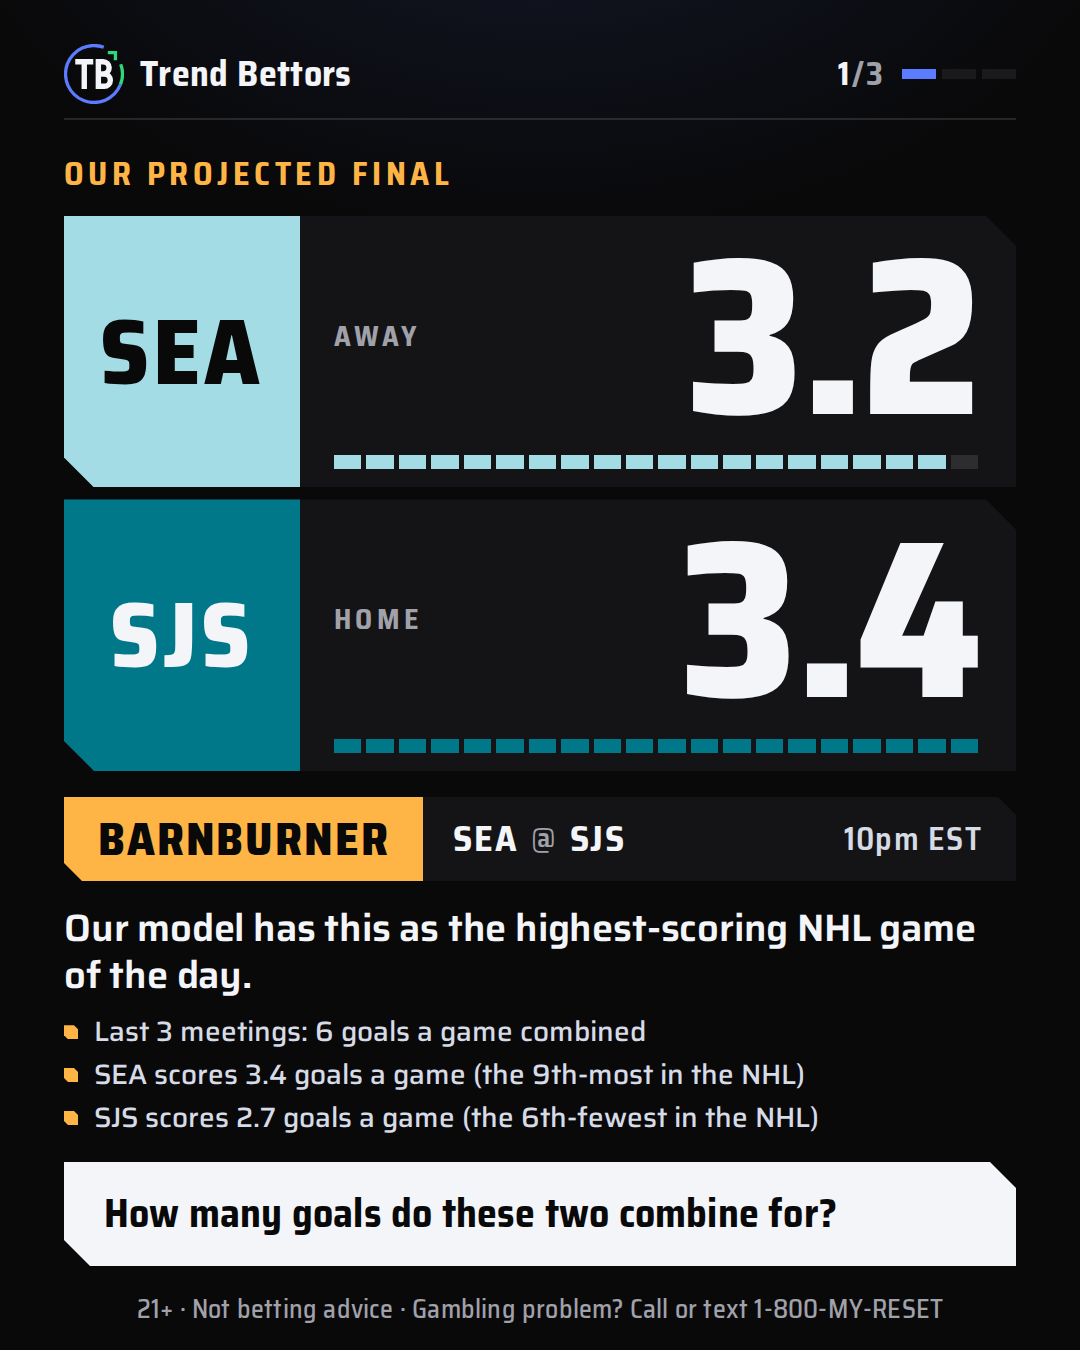 TB Trend Bettors
1/3
OUR PROJECTED FINAL
SEA
AWAY
3.2
SJS
HOME
3.4
BARNBURNER
SEA @ SJS
10pm EST
Our model has this as the highest-scoring NHL game
of the day.
Last 3 meetings: 6 goals a game combined
SEA scores 3.4 goals a game (the 9th-most in the NHL)
SJS scores 2.7 goals a game (the 6th-fewest in the NHL)
How many goals do these two combine for?
21+ · Not betting advice · Gambling problem? Call or text 1-800-MY-RESET